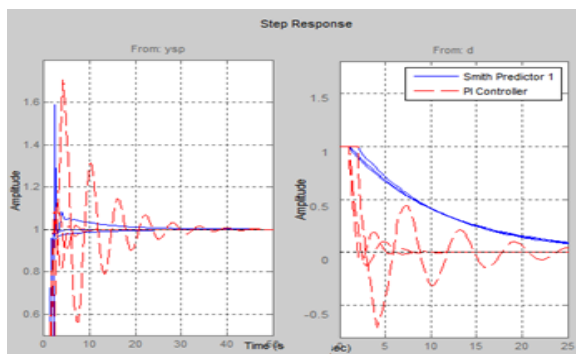 Step Response
From: ysp
From: d
Smith Predictor 1
PI Controller
Amplitude
1.6
1.4
1.2
1
0.8
0.6
0
10
20
30
40
50
Time (s
Amplitude
1.5
1
0.5
0
-0.5
0
5
10
15
20
25
sec)